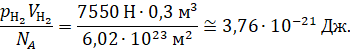 p_{H₂}V_{H₂} / N_A = 7550 Н · 0,3 м³ / 6,02 · 10²³ м² ≅ 3,76 · 10⁻²¹ Дж.